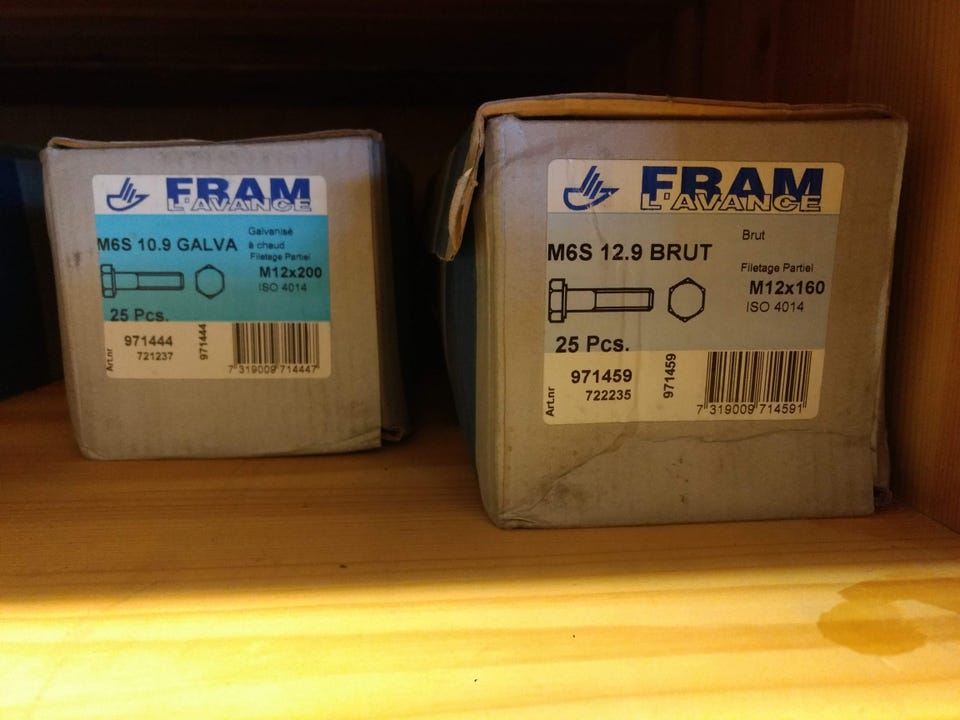 FRAM
L'AVANCE
M6S 10.9 GALVA
Galvanisé
à chaud
Filetage Partiel
M12x200
ISO 4014
25 Pcs.
Art.nr
971444
721237
971444
7 319009 714447
FRAM
L'AVANCE
M6S 12.9 BRUT
Brut
Filetage Partiel
M12x160
ISO 4014
25 Pcs.
Art.nr
971459
722235
971459
7 319009 714591